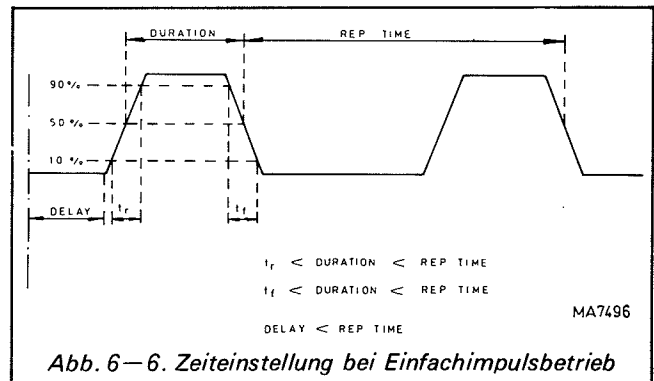 DURATION REP TIME
90%
50%
10%
DELAY tr tf
tr < DURATION < REP TIME
tf < DURATION < REP TIME
MA7496
DELAY < REP TIME
Abb. 6—6. Zeiteinstellung bei Einfachimpulsbetrieb